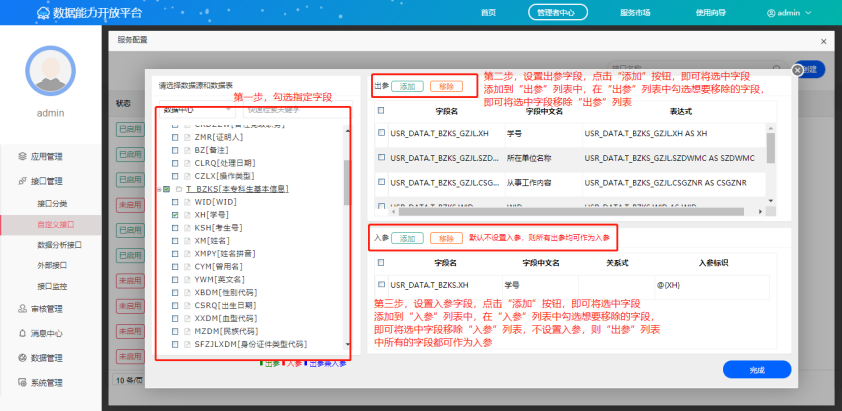 数据能力开放平台
首页
管理者中心
服务市场
使用向导
admin
admin
应用管理
接口管理
接口分类
自定义接口
数据分析接口
外部接口
接口监控
审核管理
消息中心
数据管理
系统管理
服务配置
状态
已启用
已启用
已启用
未启用
已启用
已启用
未启用
未启用
未启用
未启用
10 条/页
请选择数据源和数据表
第一步，勾选指定字段
数据中心
ZMR[证明人]
BZ[备注]
CLRQ[处理日期]
CZLX[操作类型]
T_BZKS[本专科生基本信息]
WID[WID]
XH[学号]
KSH[考生号]
XM[姓名]
XMPY[姓名拼音]
CYM[曾用名]
YWM[英文名]
XBDM[性别代码]
CSRQ[出生日期]
XXDM[血型代码]
MZDM[民族代码]
SFZJLXDM[身份证件类型代码]
出参 入参 出参兼入参
出参 添加 移除
第二步，设置出参字段，点击“添加”按钮，即可将选中字段
添加到“出参”列表中，在“出参”列表中勾选想要移除的字段，
即可将选中字段移除“出参”列表
字段名 字段中文名 表达式
USR_DATA.T_BZKS_GZJL.XH 学号 USR_DATA.T_BZKS_GZJL.XH AS XH
USR_DATA.T_BZKS_GZJL.SZD... 所在单位名称 USR_DATA.T_BZKS_GZJL.SZDWMC AS SZDWMC
USR_DATA.T_BZKS_GZJL.CSG... 从事工作内容 USR_DATA.T_BZKS_GZJL.CSGZNR AS CSGZNR
入参 添加 移除 默认不设置入参，则所有出参均可作为入参
字段名 字段中文名 关系式 入参标识
USR_DATA.T_BZKS.XH 学号 @{XH}
第三步，设置入参字段，点击“添加”按钮，即可将选中字段
添加到“入参”列表中，在“入参”列表中勾选想要移除的字段，
即可将选中字段移除“入参”列表，不设置入参，则“出参”列表
中所有的字段都可作为入参
完成